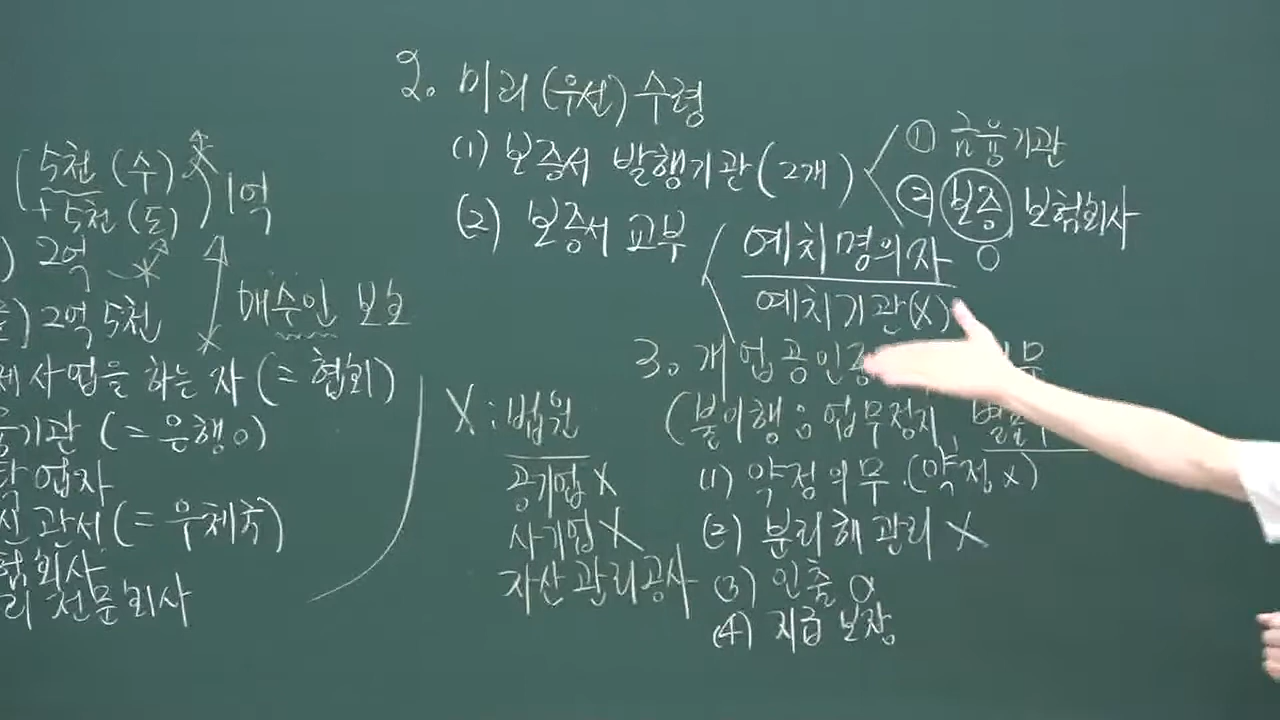 (5천 (수)
+ 5천 (토)) 1억
) 2억
) 2억 5천
매수인 보호
제사업을 하는 자 (= 협회)
기관 (= 은행 o)
탁업자
신관서 (= 우체국)
험회사
리 전문회사
2. 미리 (우선) 수령
(1) 보증서 발행기관 (2개)
① 금융기관
② 보증 보험회사
(2) 보증서 교부
예치명의자 o
예치기관(X)
X : 법원
공기업 X
사기업 X
자산관리공사
3. 개업공인중 무
(불이행 : 업무정지,
(1) 약정의무 (약정 x)
(2) 분리해 관리 X
(3) 인출
(4) 지급 보장